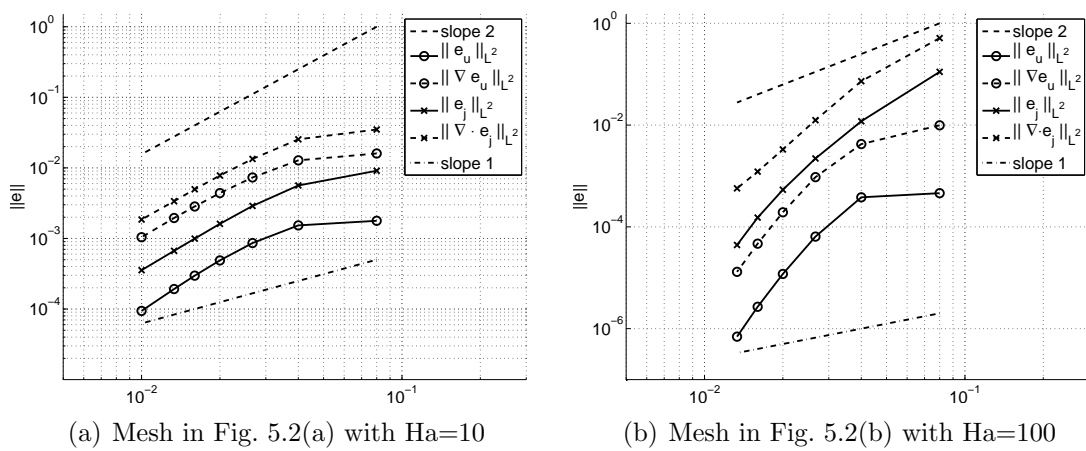 10⁰
10⁻¹
10⁻²
10⁻³
10⁻⁴
||e||
10⁻²
10⁻¹
slope 2
|| e_u ||_L²
|| ∇ e_u ||_L²
|| e_j ||_L²
|| ∇ · e_j ||_L²
slope 1
(a) Mesh in Fig. 5.2(a) with Ha=10
10⁰
10⁻²
10⁻⁴
10⁻⁶
||e||
10⁻²
10⁻¹
slope 2
|| e_u ||_L²
|| ∇e_u ||_L²
|| e_j ||_L²
|| ∇·e_j ||_L²
slope 1
(b) Mesh in Fig. 5.2(b) with Ha=100